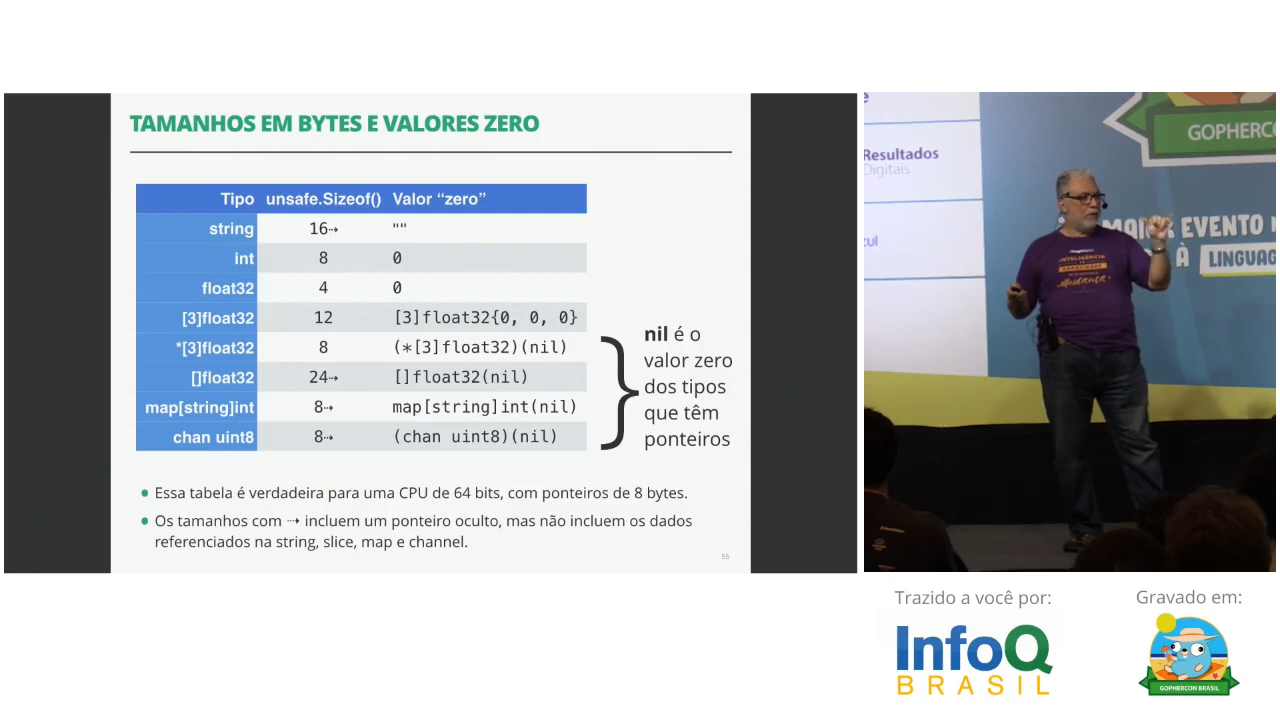 TAMANHOS EM BYTES E VALORES ZERO
Tipo unsafe.Sizeof() Valor “zero”
string 16⇢ ""
int 8 0
float32 4 0
[3]float32 12 [3]float32{0, 0, 0}
*[3]float32 8 (*[3]float32)(nil)
[]float32 24⇢ []float32(nil)
map[string]int 8⇢ map[string]int(nil)
chan uint8 8⇢ (chan uint8)(nil)
nil é o
valor zero
dos tipos
que têm
ponteiros
• Essa tabela é verdadeira para uma CPU de 64 bits, com ponteiros de 8 bytes.
• Os tamanhos com ⇢ incluem um ponteiro oculto, mas não incluem os dados
referenciados na string, slice, map e channel.
55
Resultados
Digitais
GOPHERC
EVENTO
À LINGUAG
INTELIGÊNCIA
Trazido a você por:
InfoQ
BRASIL
Gravado em:
GOPHERCON BRASIL